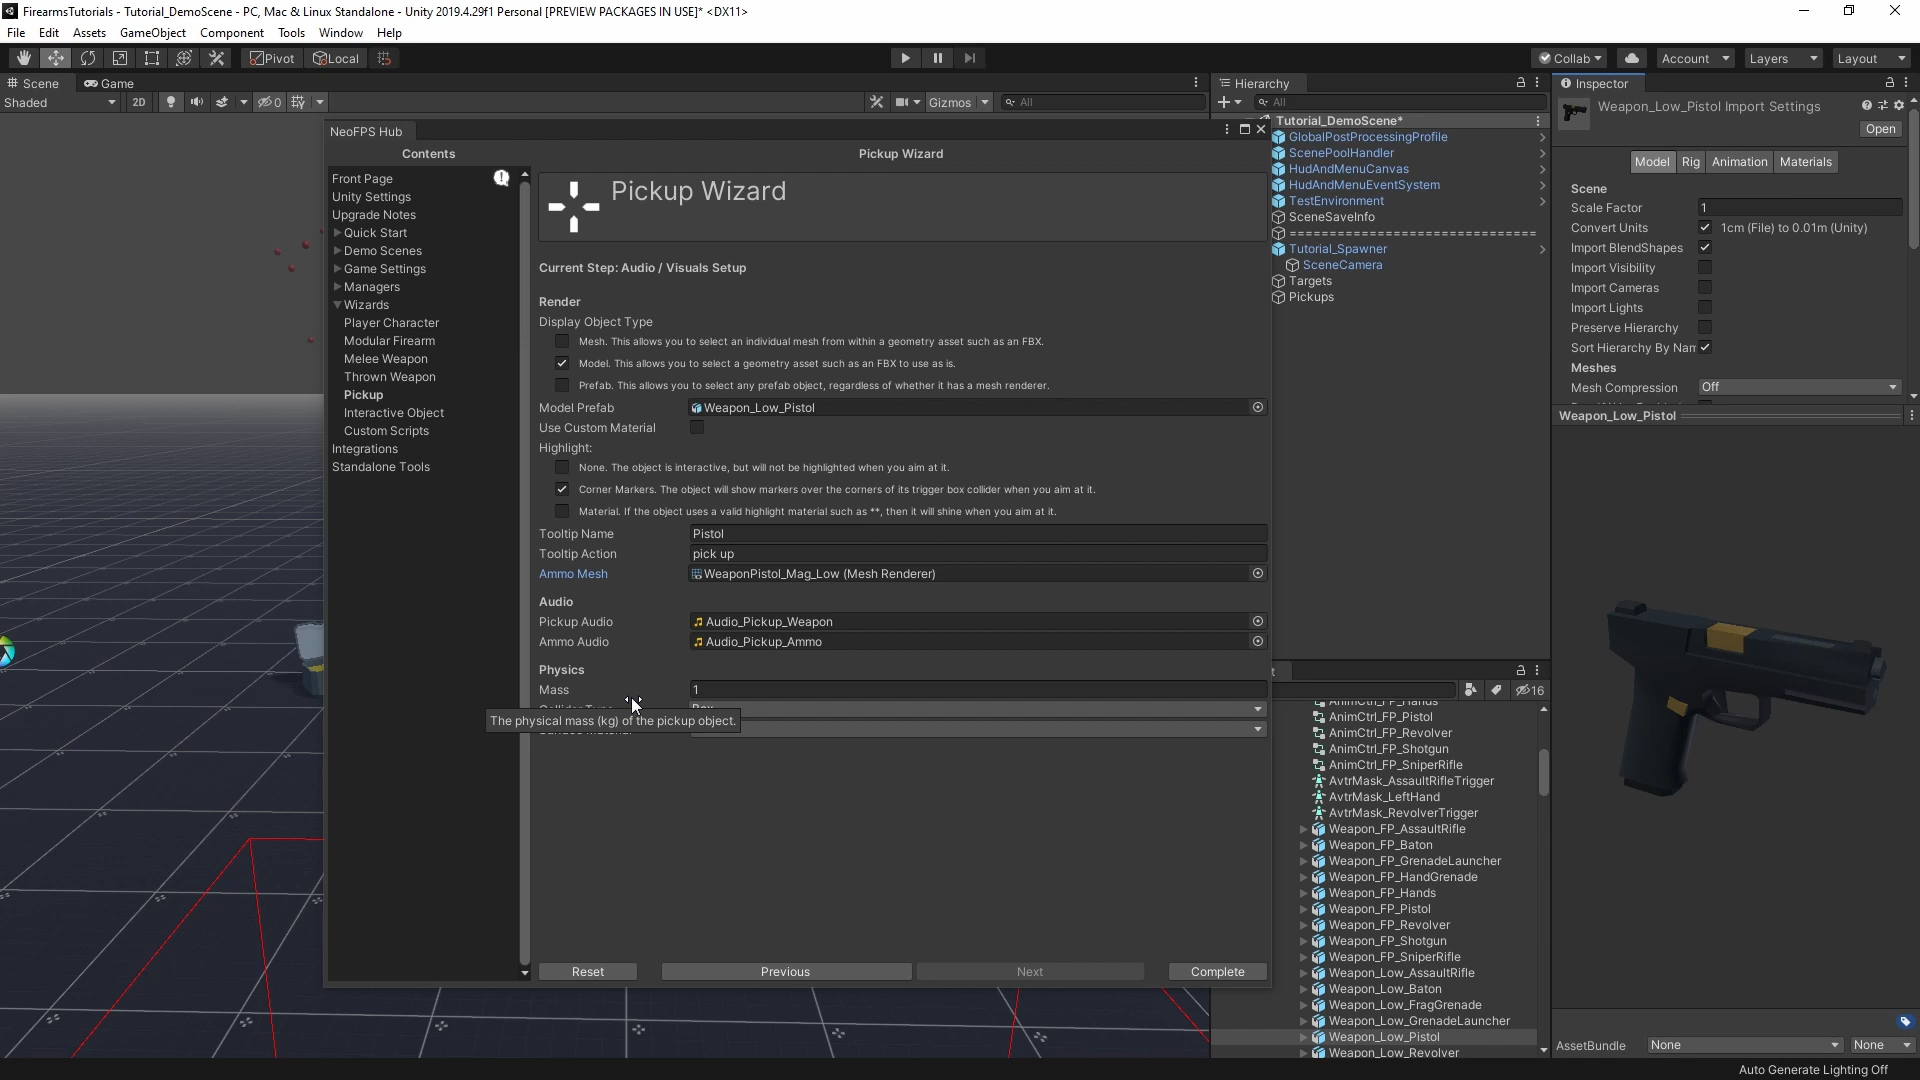 FirearmsTutorials - Tutorial_DemoScene - PC, Mac & Linux Standalone - Unity 2019.4.29f1 Personal [PREVIEW PACKAGES IN USE]* <DX11>
File Edit Assets GameObject Component Tools Window Help
Pivot Local Collab Account Layers Layout
Scene Game
Shaded 2D 0 Gizmos All
NeoFPS Hub
Contents
Front Page
Unity Settings
Upgrade Notes
Quick Start
Demo Scenes
Game Settings
Managers
Wizards
Player Character
Modular Firearm
Melee Weapon
Thrown Weapon
Pickup
Interactive Object
Custom Scripts
Integrations
Standalone Tools
Pickup Wizard
Pickup Wizard
Current Step: Audio / Visuals Setup
Render
Display Object Type
Mesh. This allows you to select an individual mesh from within a geometry asset such as an FBX.
Model. This allows you to select a geometry asset such as an FBX to use as is.
Prefab. This allows you to select any prefab object, regardless of whether it has a mesh renderer.
Model Prefab Weapon_Low_Pistol
Use Custom Material
Highlight:
None. The object is interactive, but will not be highlighted when you aim at it.
Corner Markers. The object will show markers over the corners of its trigger box collider when you aim at it.
Material. If the object uses a valid highlight material such as **, then it will shine when you aim at it.
Tooltip Name Pistol
Tooltip Action pick up
Ammo Mesh WeaponPistol_Mag_Low (Mesh Renderer)
Audio
Pickup Audio Audio_Pickup_Weapon
Ammo Audio Audio_Pickup_Ammo
Physics
Mass 1
The physical mass (kg) of the pickup object.
Reset Previous Next Complete
Hierarchy
All
Tutorial_DemoScene*
GlobalPostProcessingProfile
ScenePoolHandler
HudAndMenuCanvas
HudAndMenuEventSystem
TestEnvironment
SceneSaveInfo
================================
Tutorial_Spawner
SceneCamera
Targets
Pickups
16
AnimCtrl_FP_Hands
AnimCtrl_FP_Pistol
AnimCtrl_FP_Revolver
AnimCtrl_FP_Shotgun
AnimCtrl_FP_SniperRifle
AvtrMask_AssaultRifleTrigger
AvtrMask_LeftHand
AvtrMask_RevolverTrigger
Weapon_FP_AssaultRifle
Weapon_FP_Baton
Weapon_FP_GrenadeLauncher
Weapon_FP_HandGrenade
Weapon_FP_Hands
Weapon_FP_Pistol
Weapon_FP_Revolver
Weapon_FP_Shotgun
Weapon_FP_SniperRifle
Weapon_Low_AssaultRifle
Weapon_Low_Baton
Weapon_Low_FragGrenade
Weapon_Low_GrenadeLauncher
Weapon_Low_Pistol
Weapon_Low_Revolver
Inspector
Weapon_Low_Pistol Import Settings
Open
Model Rig Animation Materials
Scene
Scale Factor 1
Convert Units 1cm (File) to 0.01m (Unity)
Import BlendShapes
Import Visibility
Import Cameras
Import Lights
Preserve Hierarchy
Sort Hierarchy By Nam
Meshes
Mesh Compression Off
Weapon_Low_Pistol
AssetBundle None None
Auto Generate Lighting Off